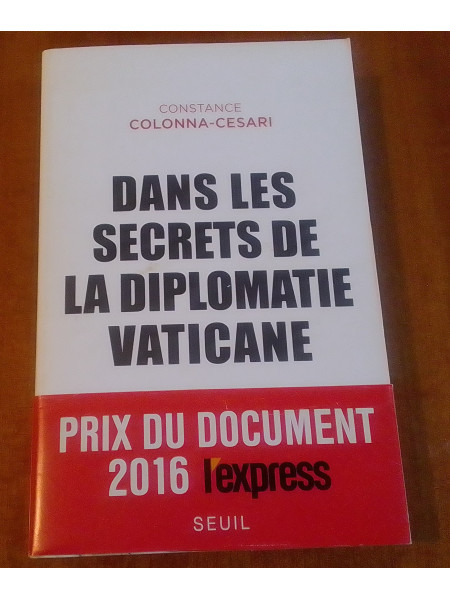 CONSTANCE
COLONNA-CESARI
DANS LES
SECRETS DE
LA DIPLOMATIE
VATICANE
PRIX DU DOCUMENT
2016 l'express
SEUIL